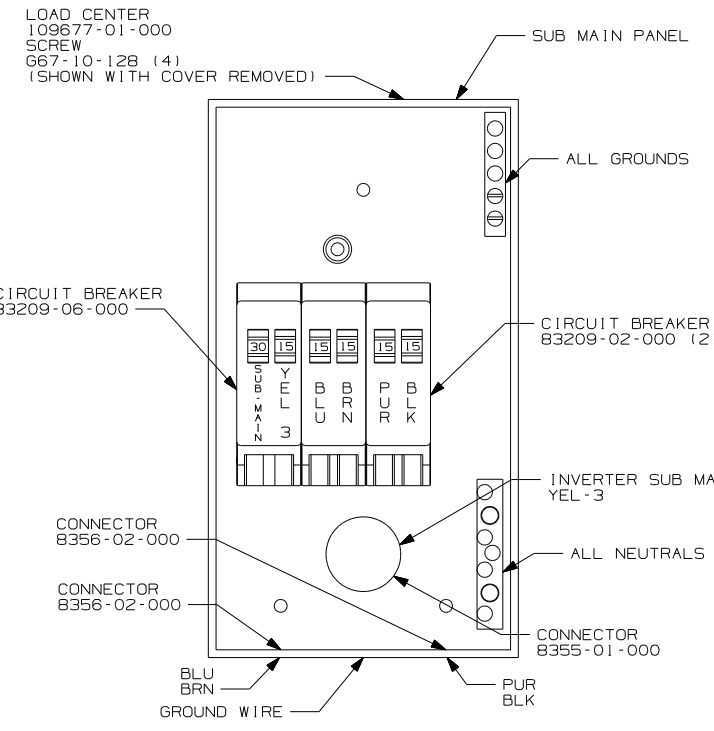 LOAD CENTER
109677-01-000
SCREW
G67-10-128 (4)
(SHOWN WITH COVER REMOVED)
SUB MAIN PANEL
ALL GROUNDS
CIRCUIT BREAKER
83209-06-000
CIRCUIT BREAKER
83209-02-000 (2
30
15
15
15
15
15
SUB-MAIN
YEL 3
BLU
BRN
PUR
BLK
INVERTER SUB MA
YEL-3
CONNECTOR
8356-02-000
ALL NEUTRALS
CONNECTOR
8356-02-000
CONNECTOR
8355-01-000
BLU
BRN
PUR
BLK
GROUND WIRE